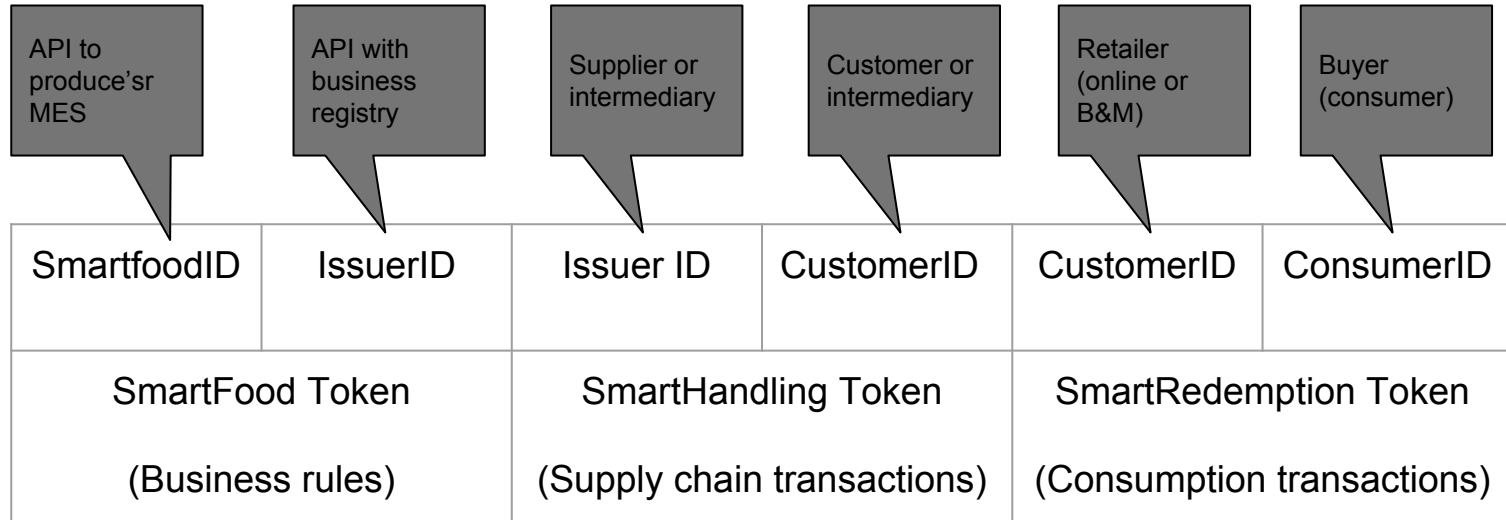 API to
produce'sr
MES
API with
business
registry
Supplier or
intermediary
Customer or
intermediary
Retailer
(online or
B&M)
Buyer
(consumer)
SmartfoodID
IssuerID
Issuer ID
CustomerID
CustomerID
ConsumerID
SmartFood Token
(Business rules)
SmartHandling Token
(Supply chain transactions)
SmartRedemption Token
(Consumption transactions)